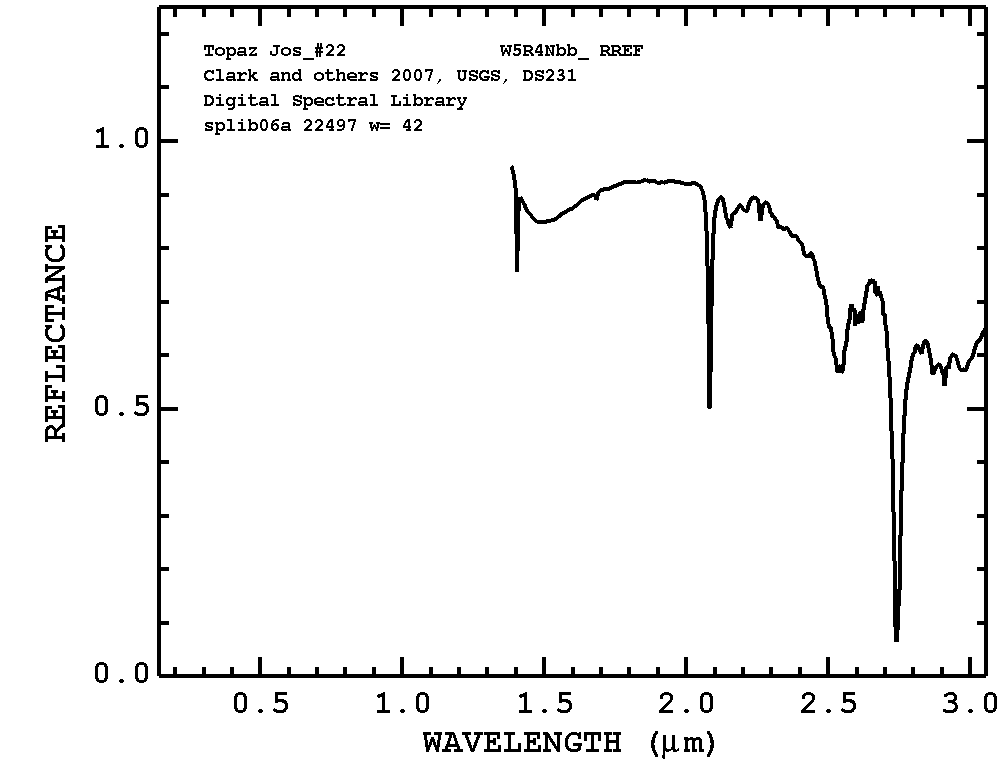 Topaz Jos_#22 W5R4Nbb_ RREF
Clark and others 2007, USGS, DS231
Digital Spectral Library
splib06a 22497 w= 42
1.0
0.5
0.0
REFLECTANCE
0.5 1.0 1.5 2.0 2.5 3.0
WAVELENGTH (μm)